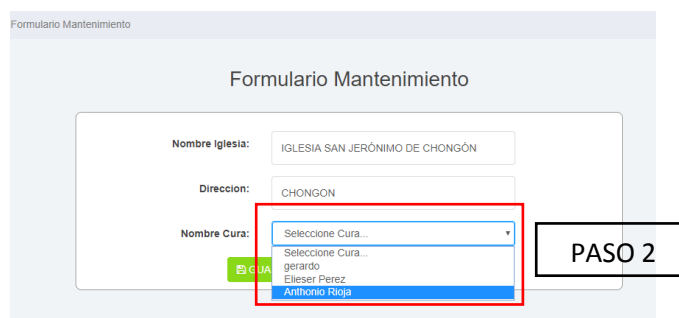 Formulario Mantenimiento
Formulario Mantenimiento
Nombre Iglesia:
IGLESIA SAN JERÓNIMO DE CHONGÓN
Direccion:
CHONGON
Nombre Cura:
Seleccione Cura...
Seleccione Cura...
gerardo
Elieser Perez
Anthonio Rioja
GUA
PASO 2